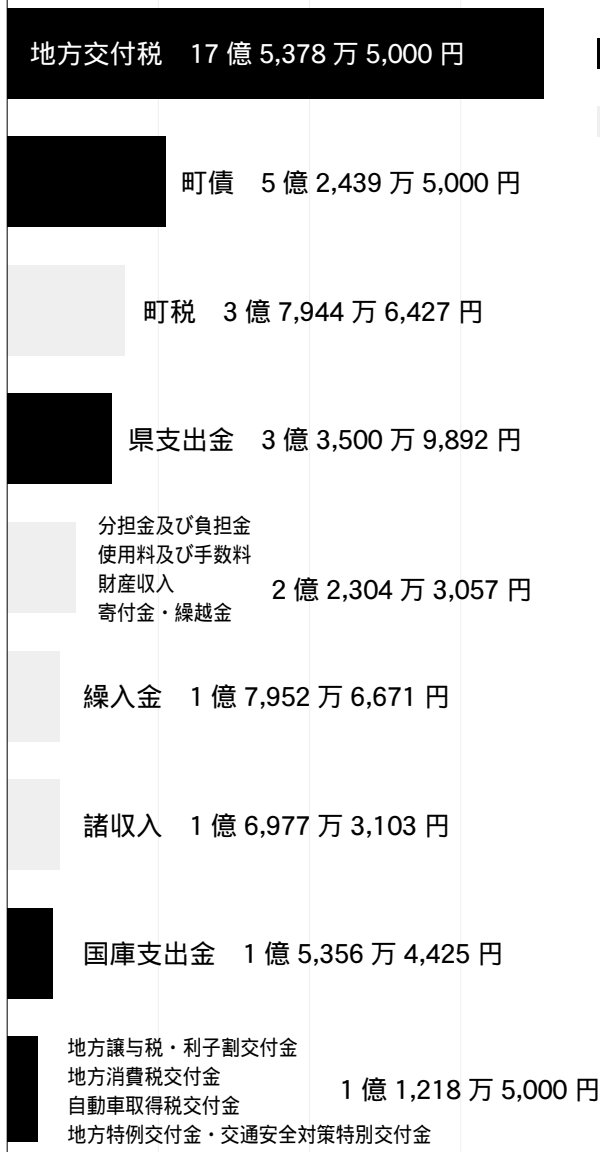 地方交付税　17 億 5,378 万 5,000 円
町債　5 億 2,439 万 5,000 円
町税　3 億 7,944 万 6,427 円
県支出金　3 億 3,500 万 9,892 円
分担金及び負担金
使用料及び手数料
財産収入
寄付金・繰越金
2 億 2,304 万 3,057 円
繰入金　1 億 7,952 万 6,671 円
諸収入　1 億 6,977 万 3,103 円
国庫支出金　1 億 5,356 万 4,425 円
地方譲与税・利子割交付金
地方消費税交付金
自動車取得税交付金
地方特例交付金・交通安全対策特別交付金
1 億 1,218 万 5,000 円